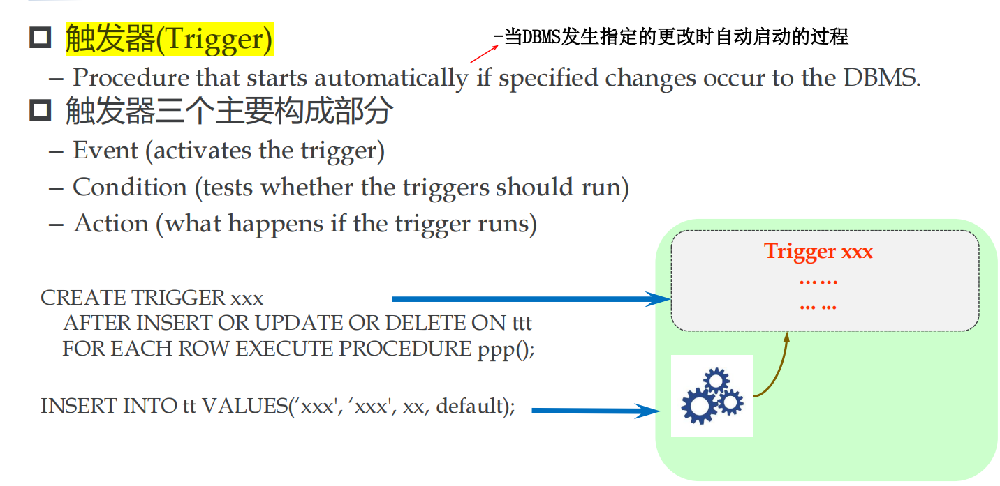 触发器(Trigger)
-当DBMS发生指定的更改时自动启动的过程
– Procedure that starts automatically if specified changes occur to the DBMS.
触发器三个主要构成部分
– Event (activates the trigger)
– Condition (tests whether the triggers should run)
– Action (what happens if the trigger runs)
Trigger xxx
... ...
... ...
CREATE TRIGGER xxx
AFTER INSERT OR UPDATE OR DELETE ON ttt
FOR EACH ROW EXECUTE PROCEDURE ppp();
INSERT INTO tt VALUES(‘xxx', ‘xxx', xx, default);